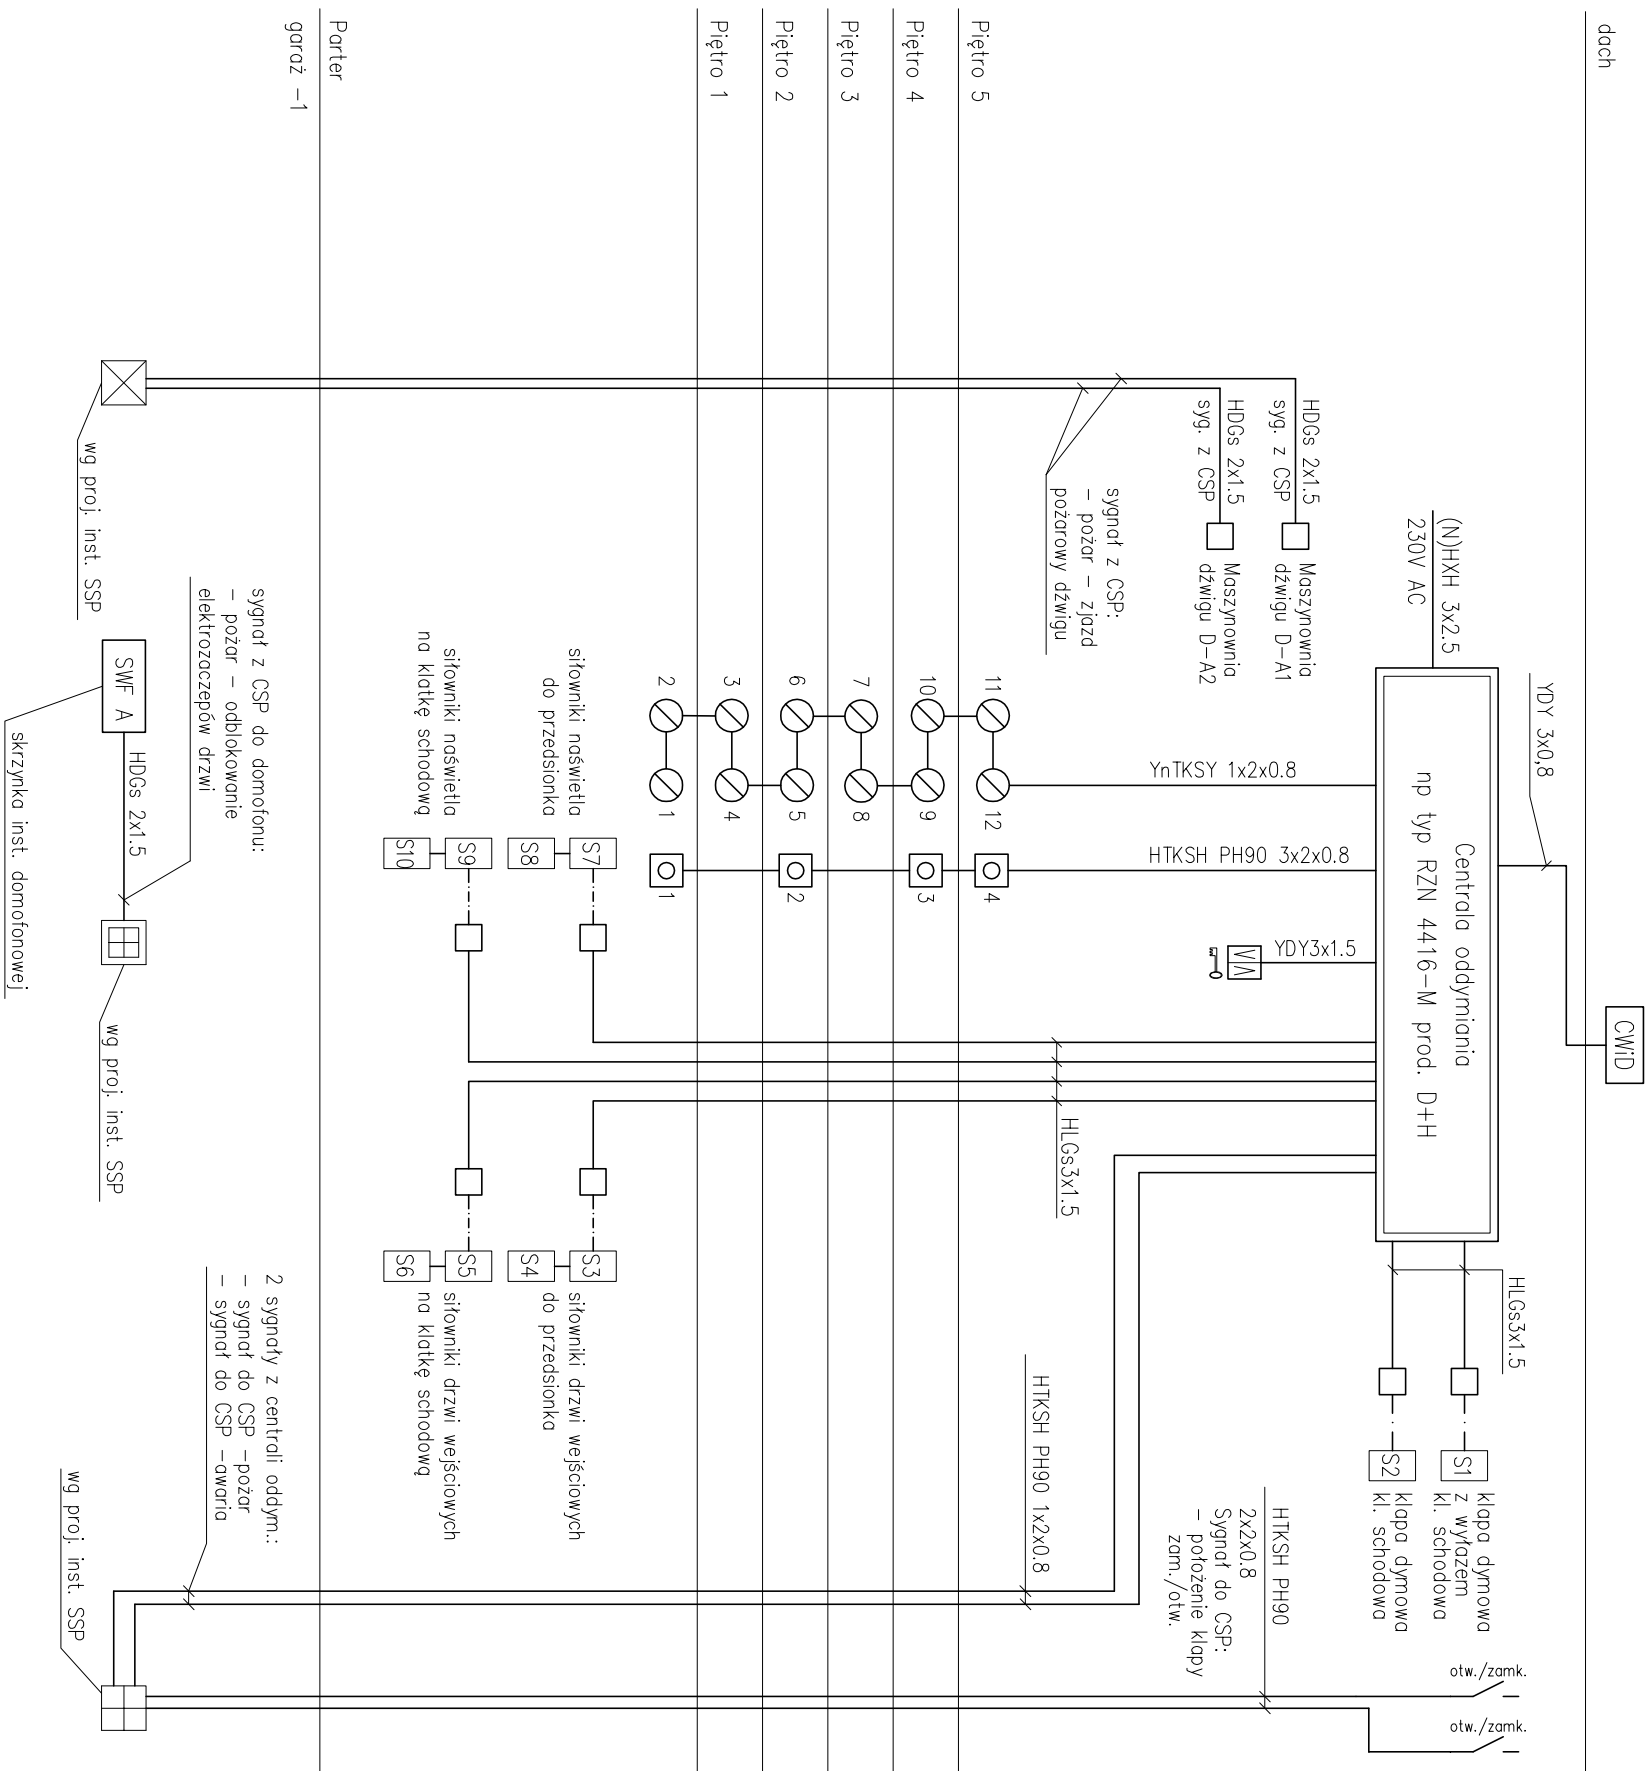 dach
CWiD
YDY 3x0,8
(N)HXH 3x2.5
230V AC
Centrala oddymiania
np typ RZN 4416-M prod. D+H
HLGs3x1.5
S1
klapa dymowa
z wyłazem
kl. schodowa
S2
klapa dymowa
kl. schodowa
otw./zamk.
otw./zamk.
HDGs 2x1.5
syg. z CSP
Maszynownia
dźwigu D-A1
HDGs 2x1.5
syg. z CSP
Maszynownia
dźwigu D-A2
sygnał z CSP:
- pożar - zjazd
pożarowy dźwigu
YnTKSY 1x2x0.8
HTKSH PH90 3x2x0.8
YDY3x1.5
HLGs3x1.5
HTKSH PH90
2x2x0.8
Sygnał do CSP:
- położenie klapy
zam./otw.
HTKSH PH90 1x2x0.8
Piętro 5
11
12
4
Piętro 4
10
9
3
Piętro 3
7
8
Piętro 2
6
5
2
Piętro 1
3
4
2
1
1
siłowniki naświetla
do przedsionka
S7
S8
siłowniki naświetla
na klatkę schodową
S9
S10
S3
S4
siłowniki drzwi wejściowych
do przedsionka
S5
S6
siłowniki drzwi wejściowych
na klatkę schodową
Parter
garaż -1
sygnał z CSP do domofonu:
- pożar - odblokowanie
elektrozaczepów drzwi
2 sygnały z centrali oddym.:
- sygnał do CSP -pożar
- sygnał do CSP -awaria
wg proj. inst. SSP
SWF A
HDGs 2x1.5
wg proj. inst. SSP
wg proj. inst. SSP
skrzynka inst. domofonowej